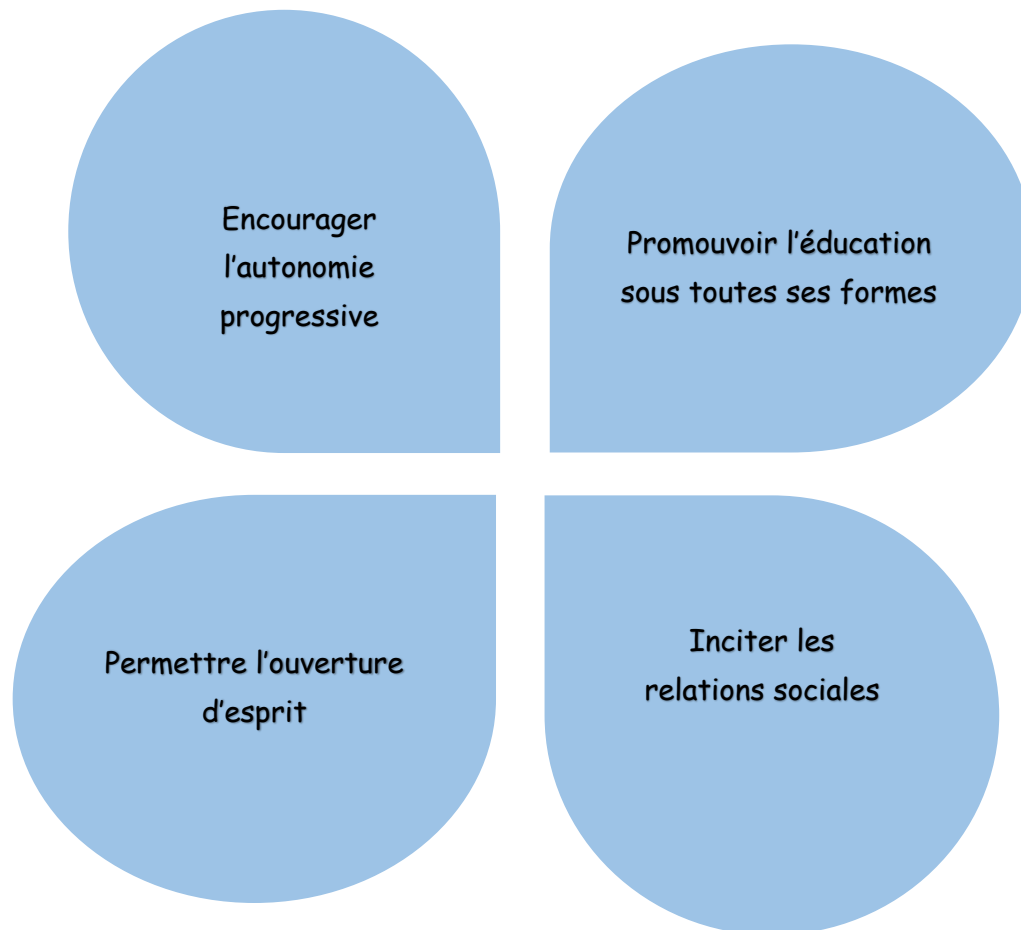 Encourager
l'autonomie
progressive
Promouvoir l'éducation
sous toutes ses formes
Permettre l'ouverture
d'esprit
Inciter les
relations sociales